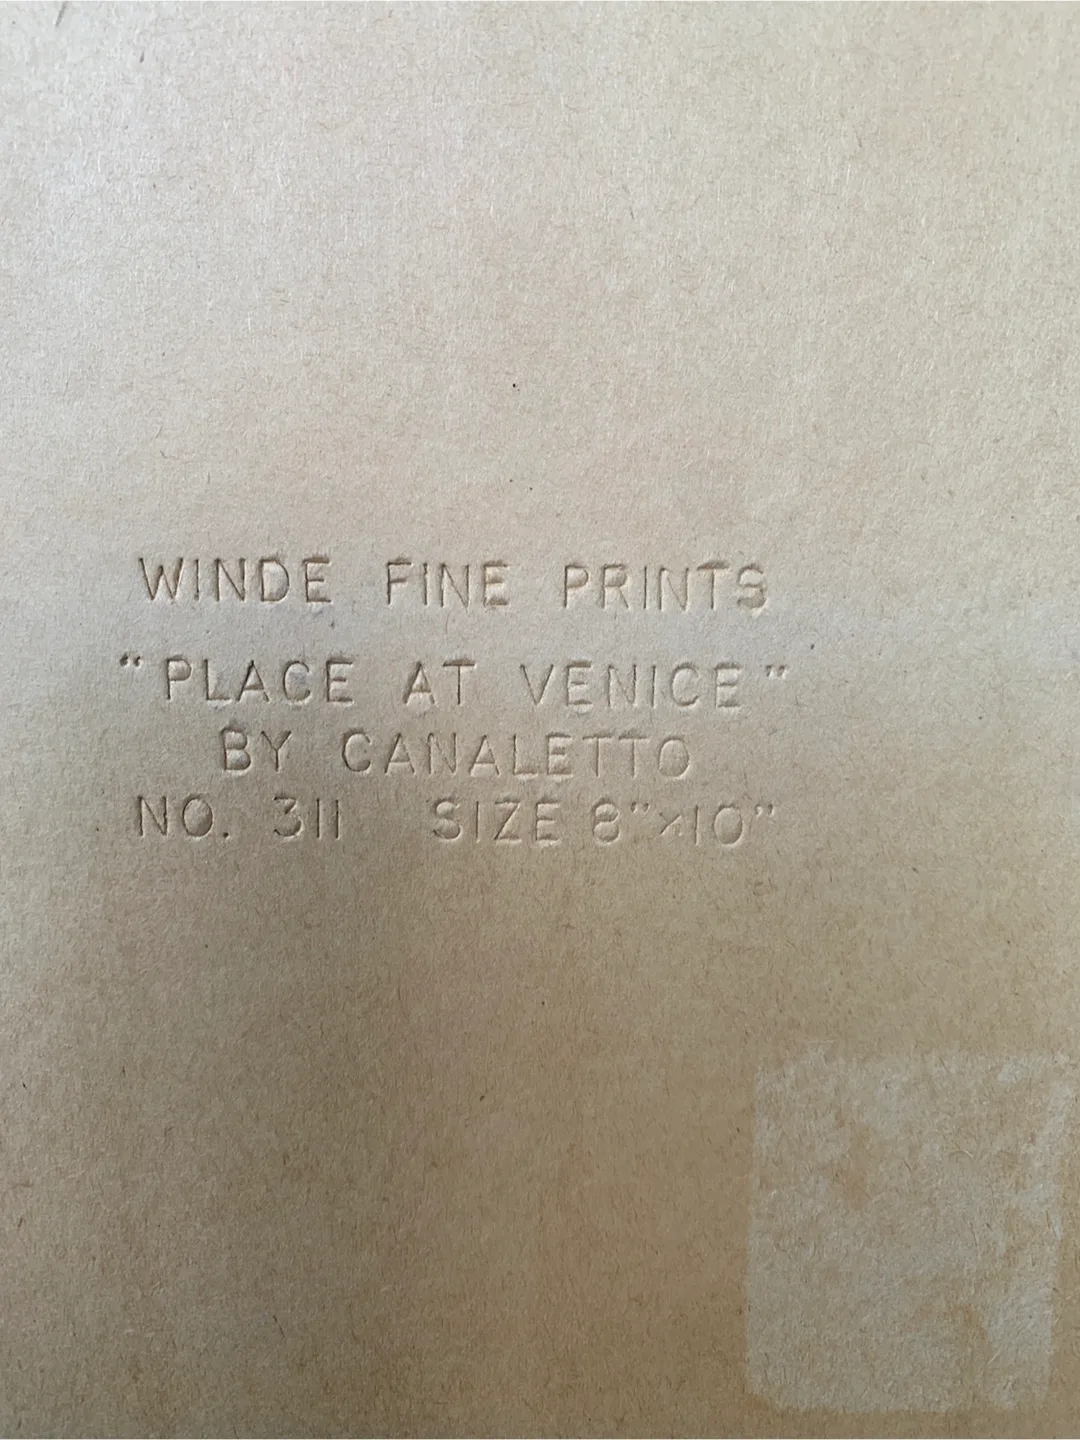 WINDE FINE PRINTS
“PLACE AT VENICE”
BY CANALETTO
NO. 311 SIZE 8”x10”